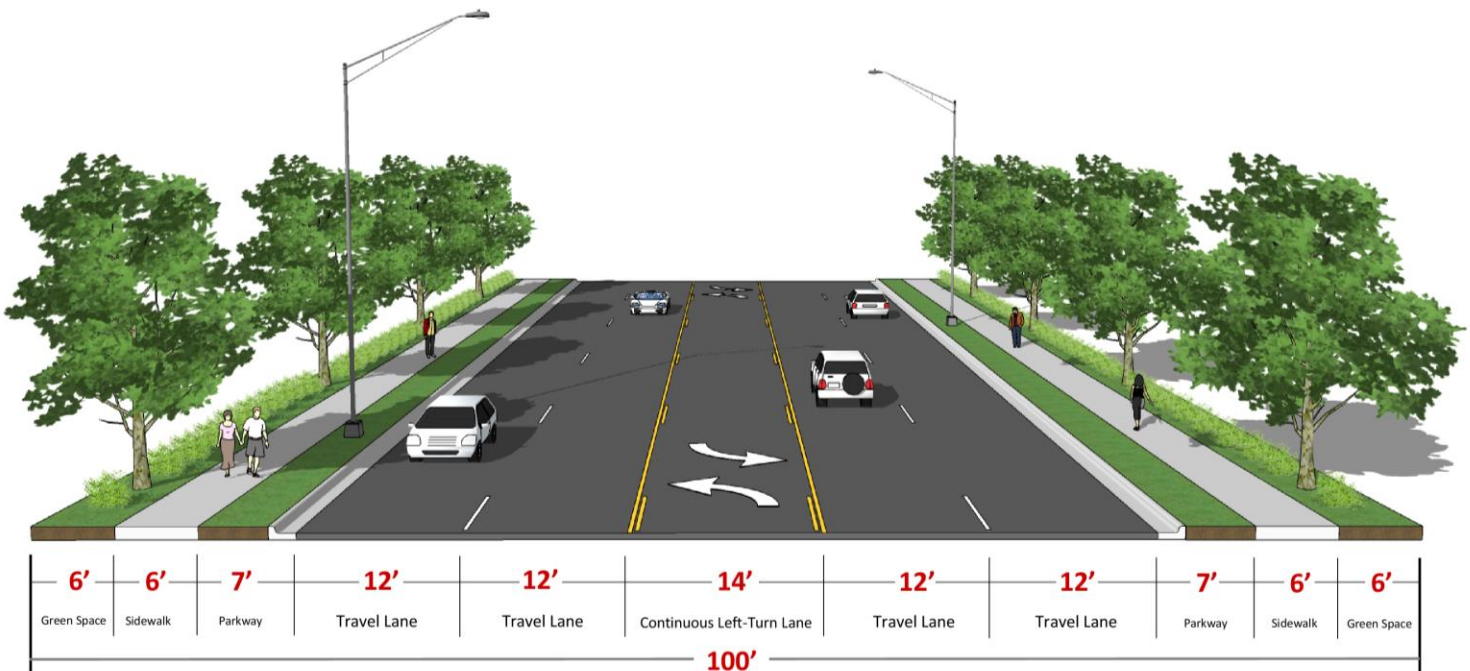 6’ 6’ 7’ 12’ 12’ 14’ 12’ 12’ 7’ 6’ 6’
Green Space Sidewalk Parkway Travel Lane Travel Lane Continuous Left-Turn Lane Travel Lane Travel Lane Parkway Sidewalk Green Space
100’